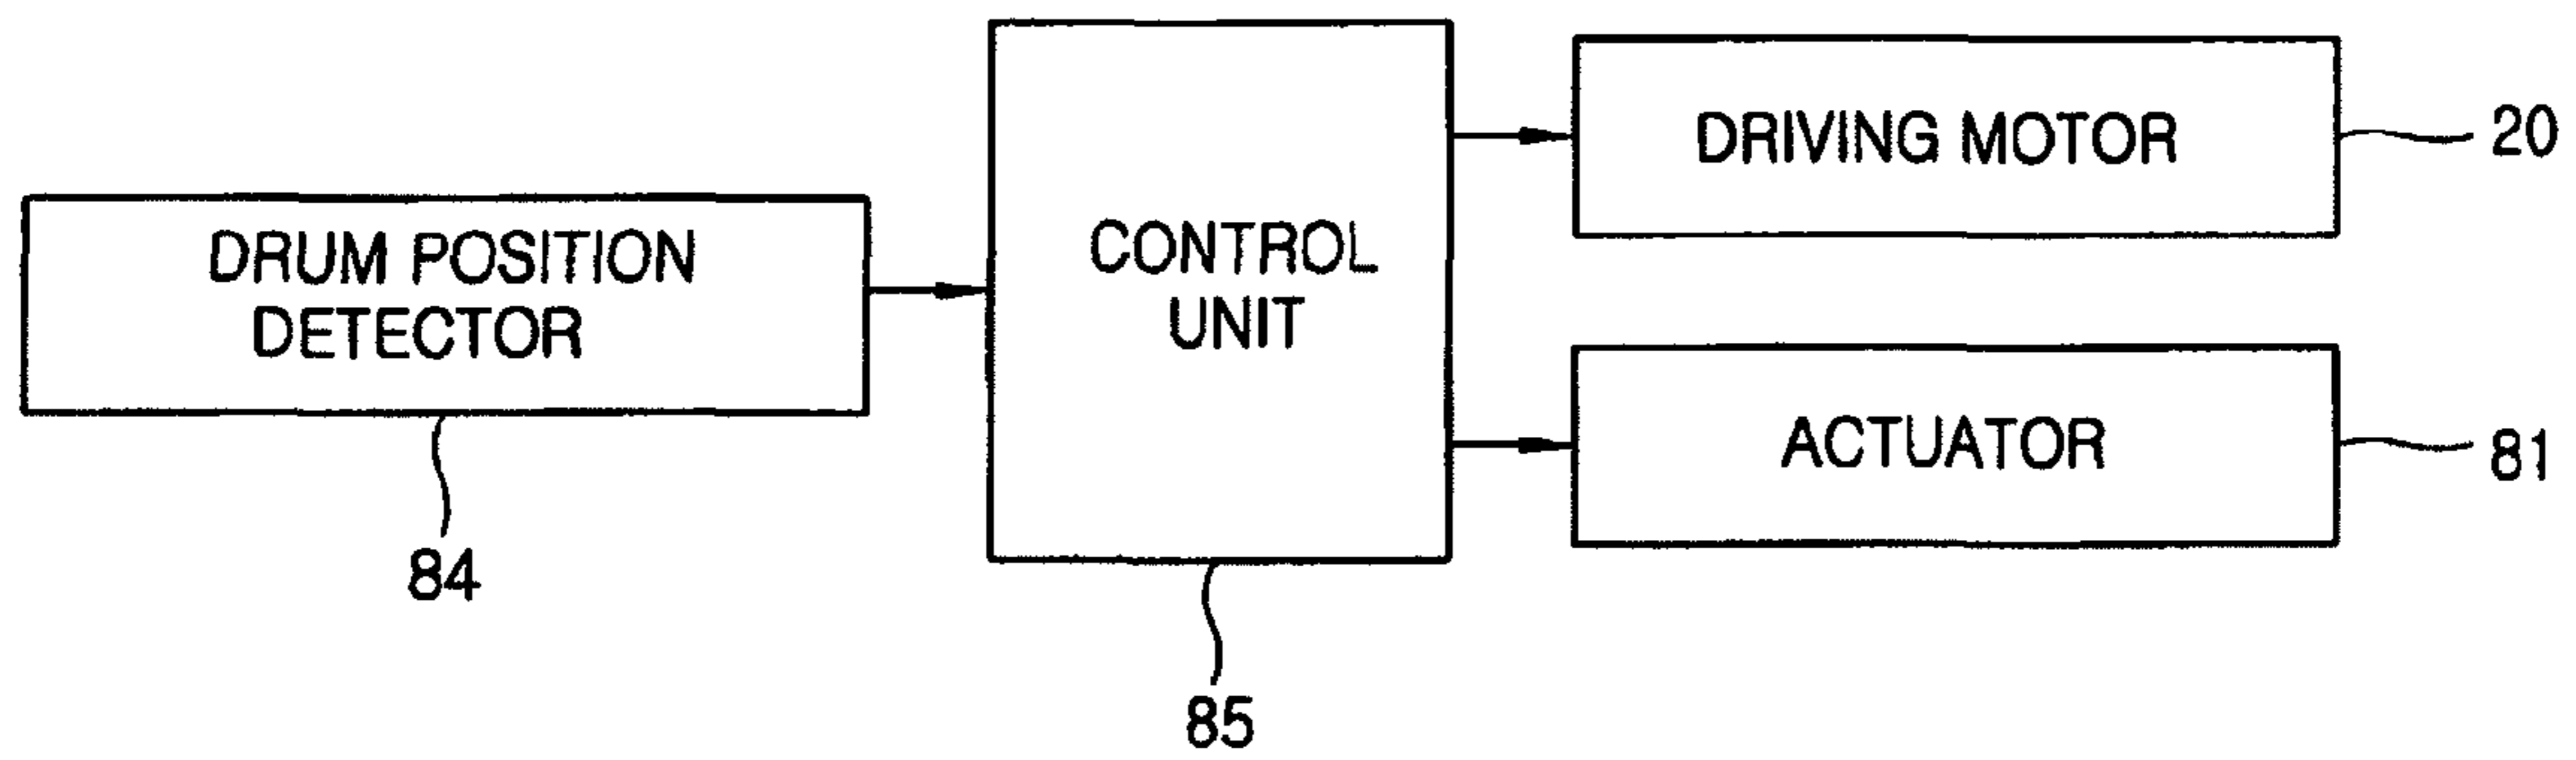 DRUM POSITION
DETECTOR
84
CONTROL
UNIT
85
DRIVING MOTOR
20
ACTUATOR
81